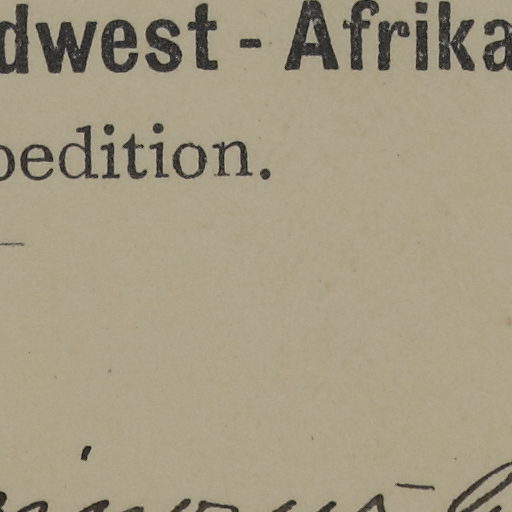 dwest - Afrika
pedition.